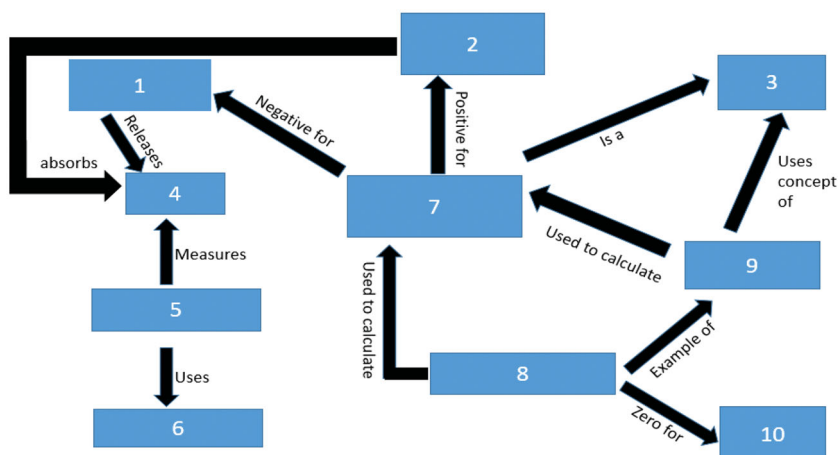 2
1
3
Negative for
Positive for
Releases
Is a
absorbs
Uses
concept
of
4
7
Used to calculate
Measures
9
5
Used to calculate
Example of
Uses
8
Zero for
6
10